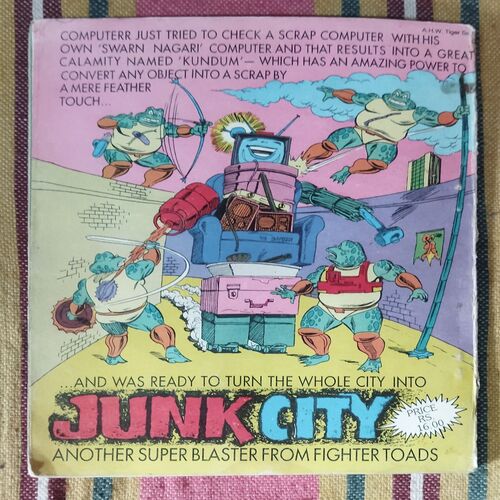 A.H.W. Tiger
COMPUTERR JUST TRIED TO CHECK A SCRAP COMPUTER WITH HIS
OWN 'SWARN NAGARI' COMPUTER AND THAT RESULTS INTO A GREAT
CALAMITY NAMED 'KUNDUM' — WHICH HAS AN AMAZING POWER TO
CONVERT ANY OBJECT INTO A SCRAP BY
A MERE FEATHER
TOUCH...
...AND WAS READY TO TURN THE WHOLE CITY INTO
JUNK CITY
PRICE
RS.
16.00
ANOTHER SUPER BLASTER FROM FIGHTER TOADS